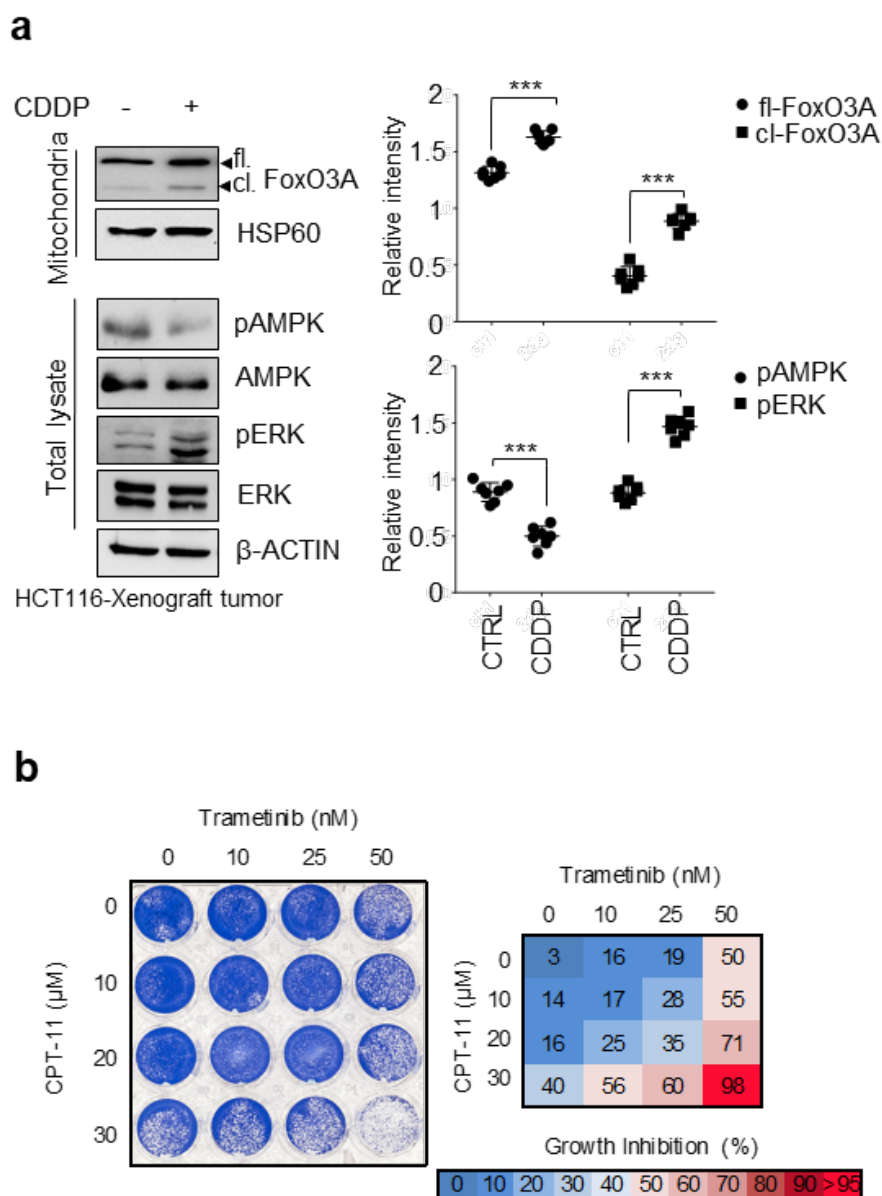 a
CDDP - +
Mitochondria
fl.
cl. FoxO3A
HSP60
Total lysate
pAMPK
AMPK
pERK
ERK
β-ACTIN
HCT116-Xenograft tumor
Relative intensity
2
1.5
1
0.5
0
***
***
fl-FoxO3A
cl-FoxO3A
ctrl
ctrl
Relative intensity
2
1.5
1
0.5
0
***
***
pAMPK
pERK
CTRL
CDDP
CTRL
CDDP
b
Trametinib (nM)
0 10 25 50
CPT-11 (µM)
0
10
20
30
Trametinib (nM)
0 10 25 50
CPT-11 (µM)
0 3 16 19 50
10 14 17 28 55
20 16 25 35 71
30 40 56 60 98
Growth Inhibition (%)
0 10 20 30 40 50 60 70 80 90 >95